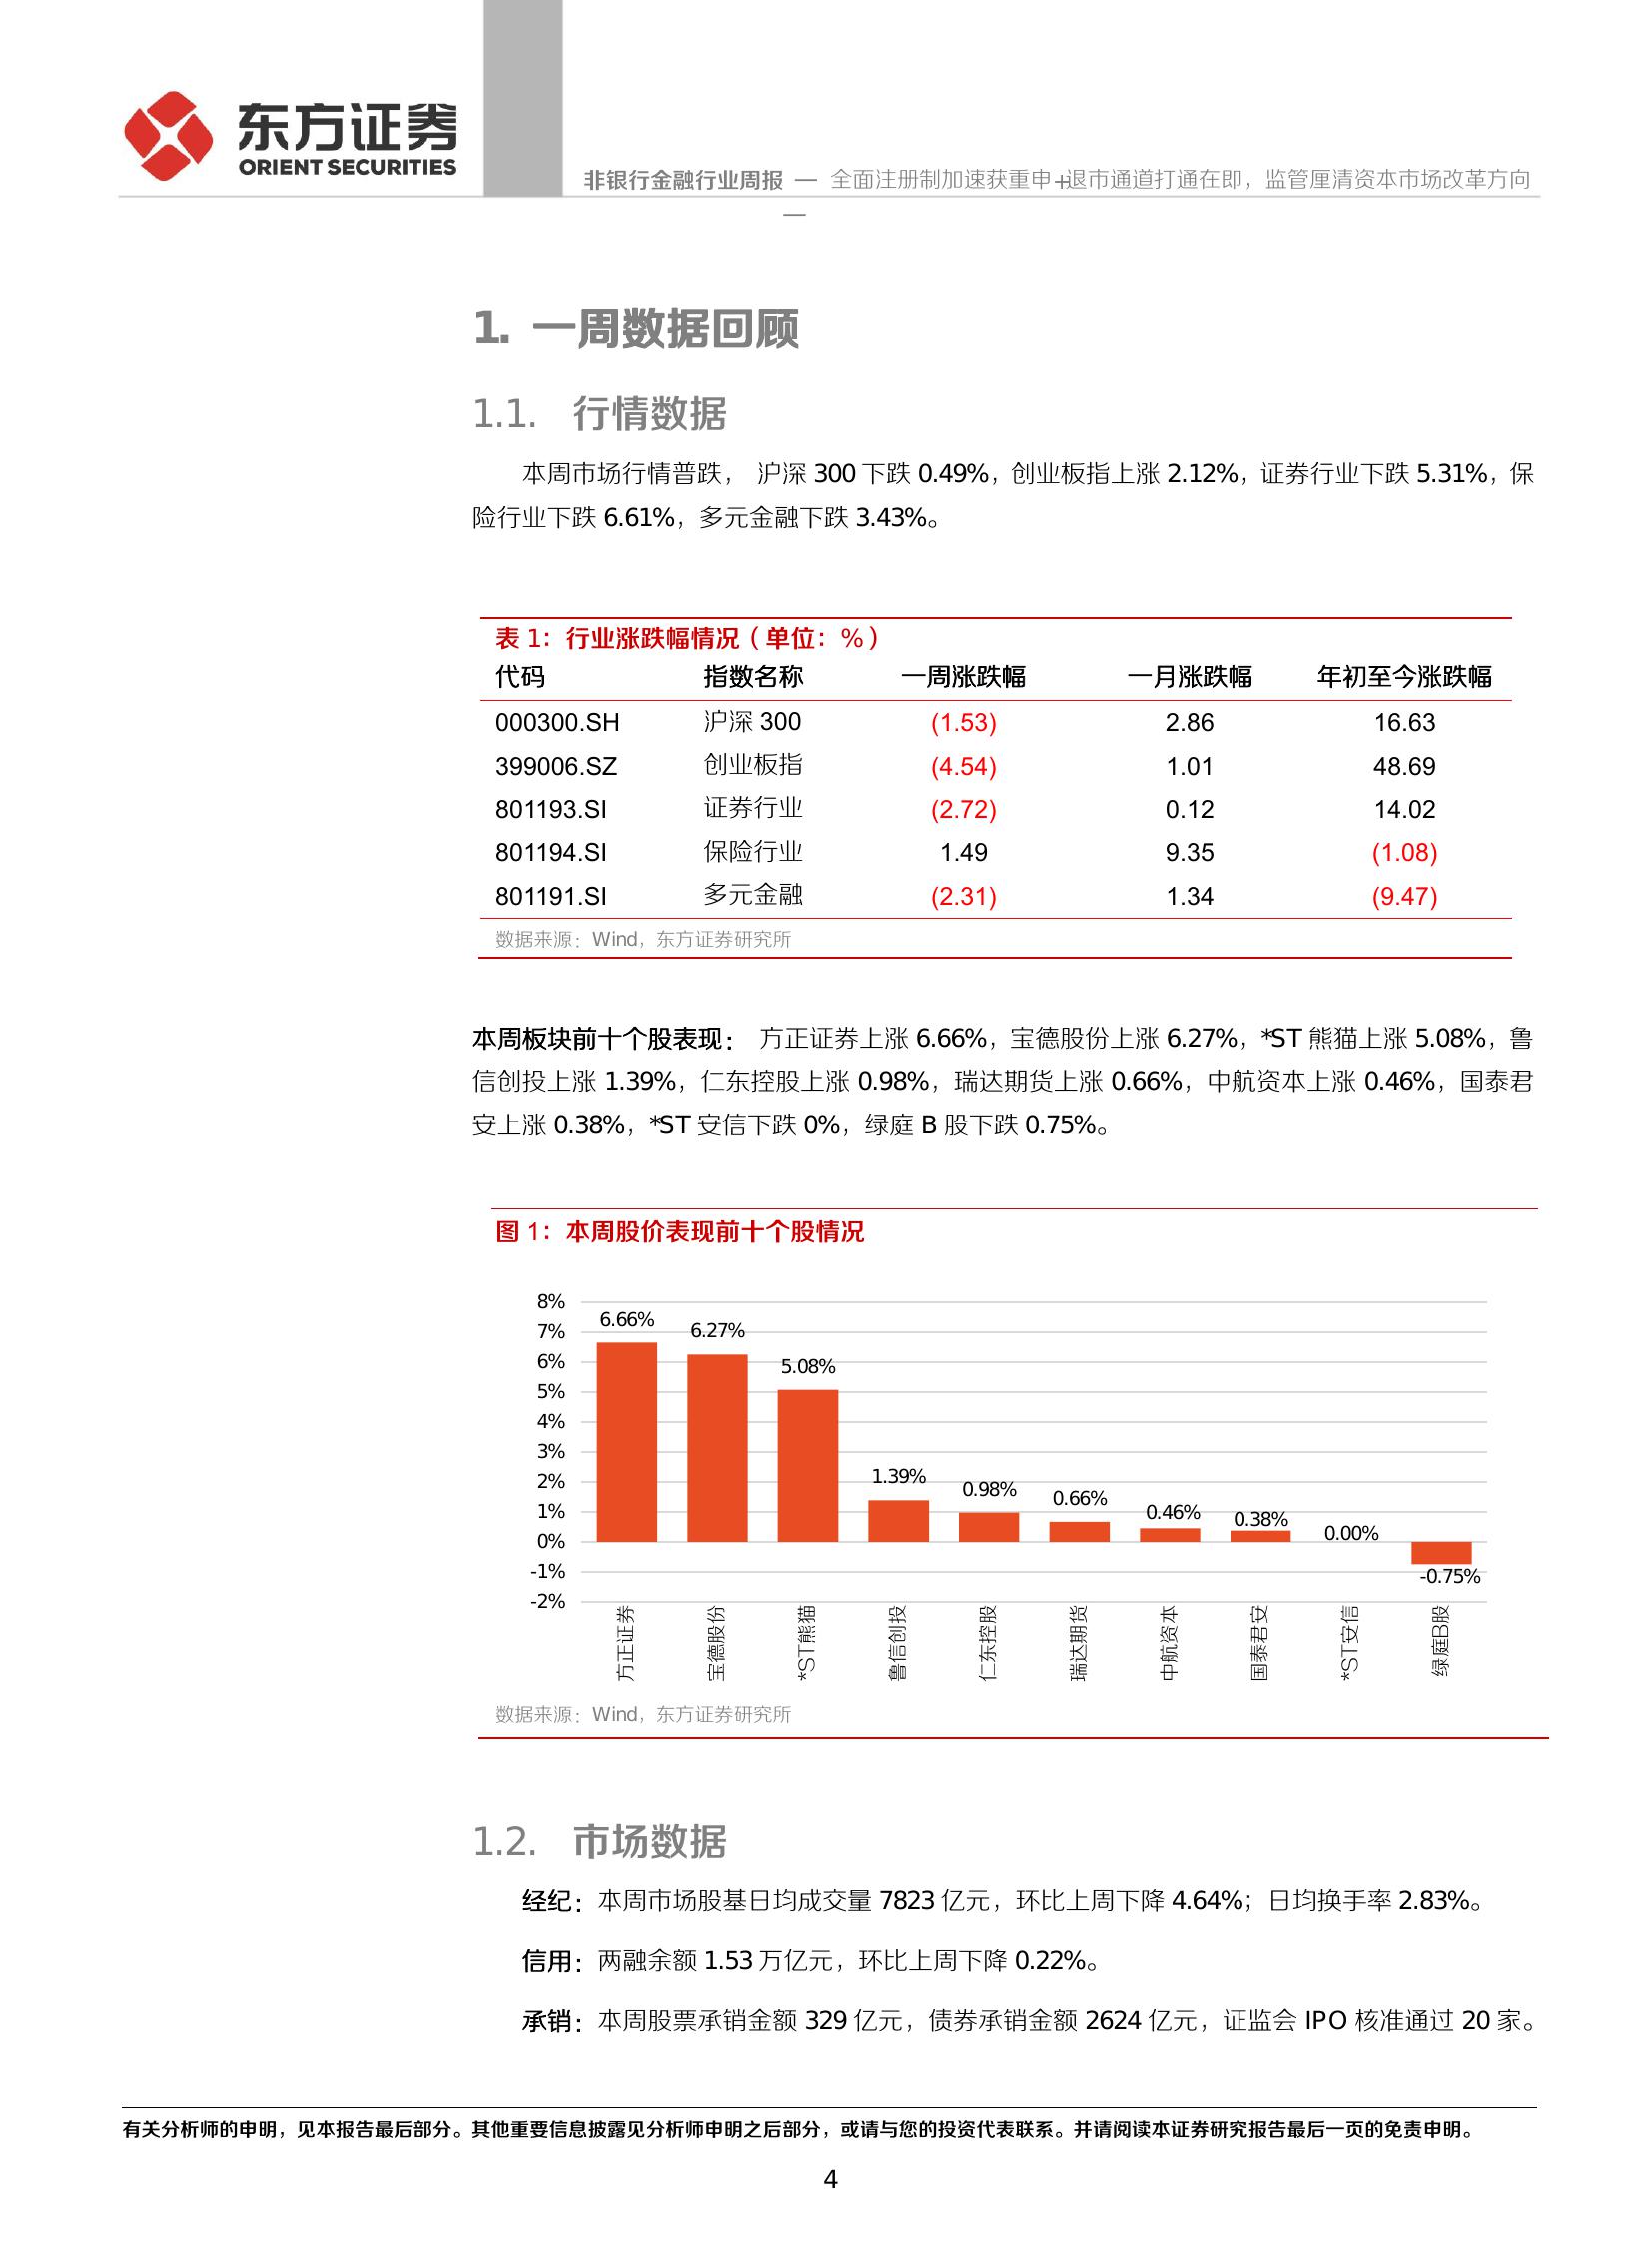 东方证券
ORIENT SECURITIES
非银行金融行业周报 — 全面注册制加速获重申+退市通道打通在即，监管厘清资本市场改革方向
—
1. 一周数据回顾
1.1. 行情数据
本周市场行情普跌， 沪深 300 下跌 0.49%，创业板指上涨 2.12%，证券行业下跌 5.31%，保
险行业下跌 6.61%，多元金融下跌 3.43%。
表 1：行业涨跌幅情况（单位：%）
代码 指数名称 一周涨跌幅 一月涨跌幅 年初至今涨跌幅
000300.SH 沪深 300 (1.53) 2.86 16.63
399006.SZ 创业板指 (4.54) 1.01 48.69
801193.SI 证券行业 (2.72) 0.12 14.02
801194.SI 保险行业 1.49 9.35 (1.08)
801191.SI 多元金融 (2.31) 1.34 (9.47)
数据来源：Wind，东方证券研究所
本周板块前十个股表现： 方正证券上涨 6.66%，宝德股份上涨 6.27%，*ST 熊猫上涨 5.08%，鲁
信创投上涨 1.39%，仁东控股上涨 0.98%，瑞达期货上涨 0.66%，中航资本上涨 0.46%，国泰君
安上涨 0.38%，*ST 安信下跌 0%，绿庭 B 股下跌 0.75%。
图 1：本周股价表现前十个股情况
8%
7%
6%
5%
4%
3%
2%
1%
0%
-1%
-2%
6.66%
6.27%
5.08%
1.39%
0.98%
0.66%
0.46%
0.38%
0.00%
-0.75%
方正证券
宝德股份
*ST熊猫
鲁信创投
仁东控股
瑞达期货
中航资本
国泰君安
*ST安信
绿庭B股
数据来源：Wind，东方证券研究所
1.2. 市场数据
经纪：本周市场股基日均成交量 7823 亿元，环比上周下降 4.64%；日均换手率 2.83%。
信用：两融余额 1.53 万亿元，环比上周下降 0.22%。
承销：本周股票承销金额 329 亿元，债券承销金额 2624 亿元，证监会 IPO 核准通过 20 家。
有关分析师的申明，见本报告最后部分。其他重要信息披露见分析师申明之后部分，或请与您的投资代表联系。并请阅读本证券研究报告最后一页的免责申明。
4